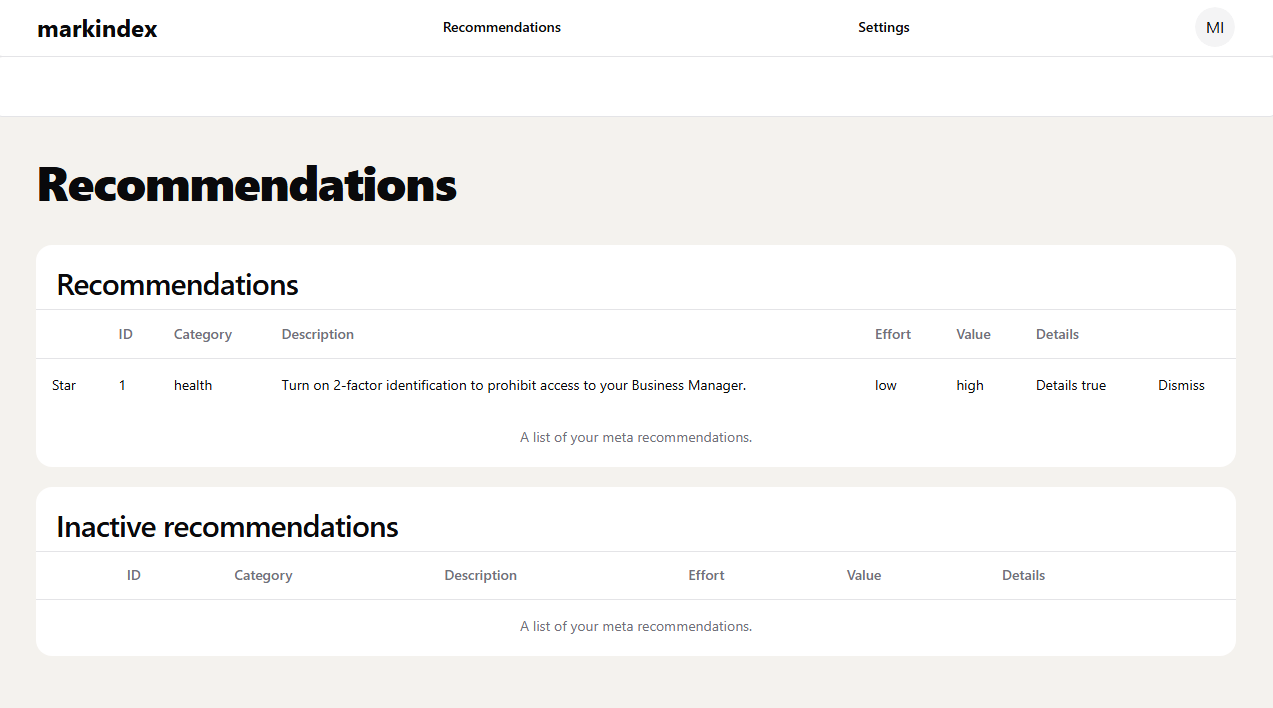 markindex Recommendations Settings MI
Recommendations
Recommendations
ID Category Description Effort Value Details
Star 1 health Turn on 2-factor identification to prohibit access to your Business Manager. low high Details true Dismiss
A list of your meta recommendations.
Inactive recommendations
ID Category Description Effort Value Details
A list of your meta recommendations.